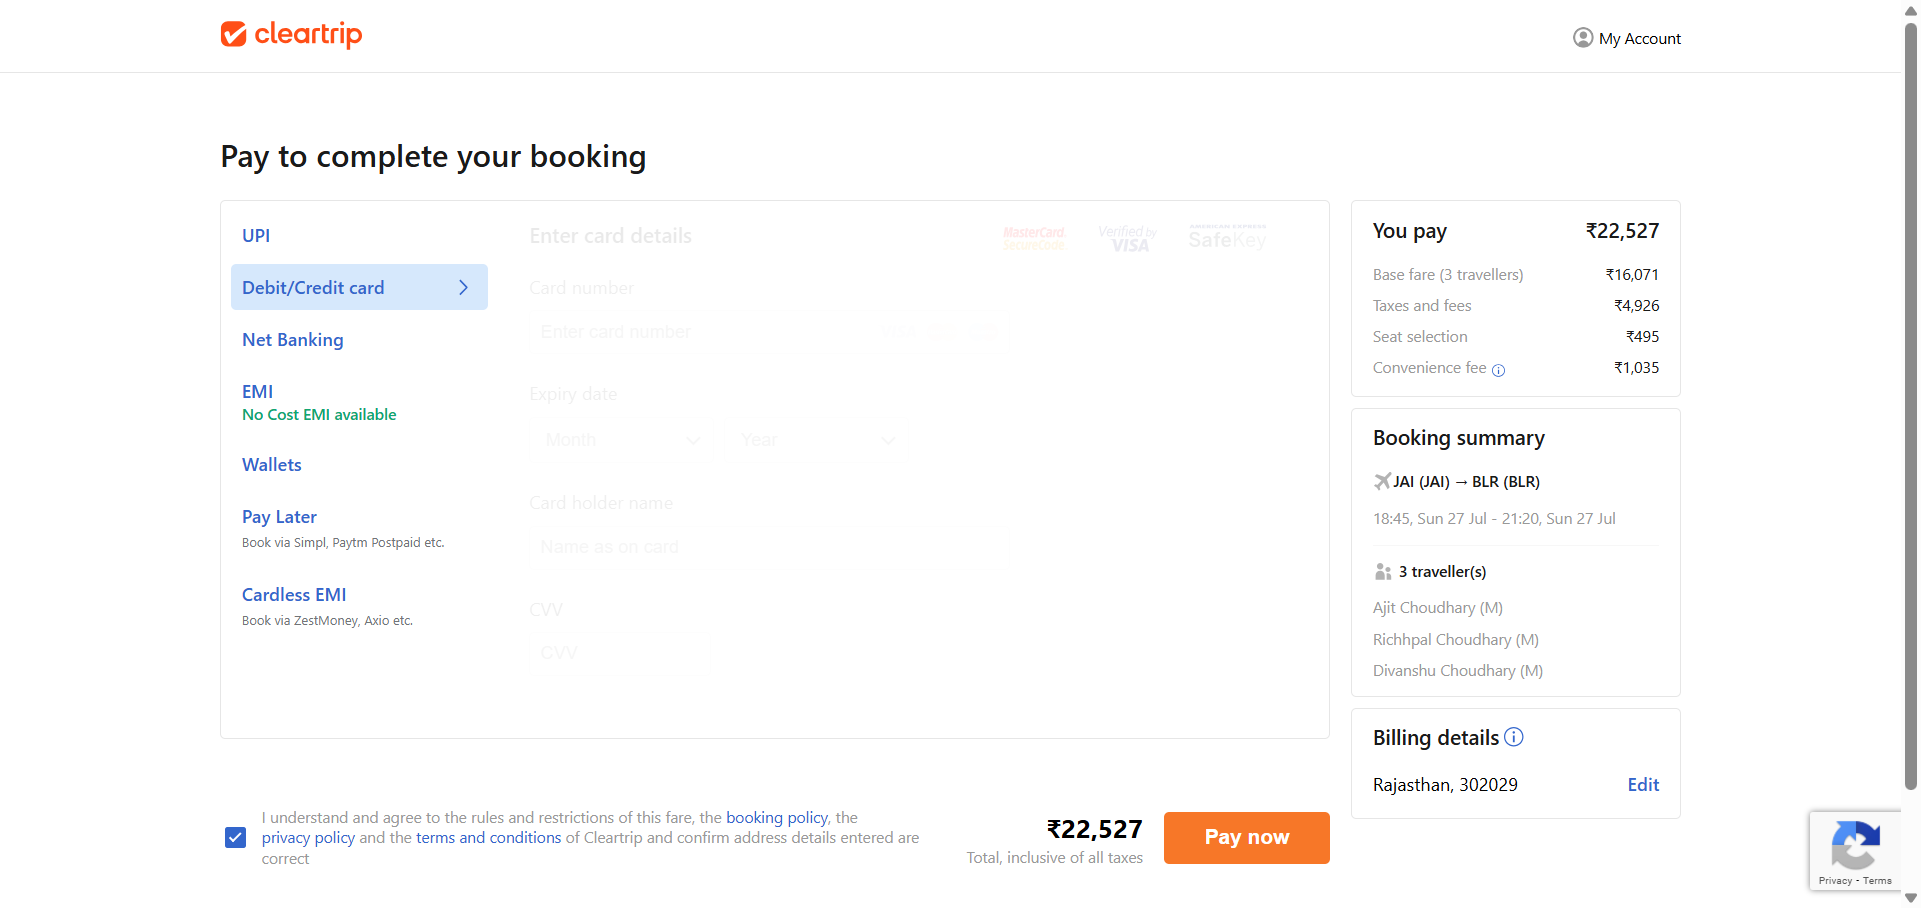 cleartrip
My Account
Pay to complete your booking
UPI
Debit/Credit card
Net Banking
EMI
No Cost EMI available
Wallets
Pay Later
Book via Simpl, Paytm Postpaid etc.
Cardless EMI
Book via ZestMoney, Axio etc.
Enter card details
MasterCard.
SecureCode.
Verified by
VISA
AMERICAN EXPRESS
SafeKey
Card number
Enter card number
VISA
Expiry date
Month
Year
Card holder name
Name as on card
CVV
CVV
I understand and agree to the rules and restrictions of this fare, the booking policy, the
privacy policy and the terms and conditions of Cleartrip and confirm address details entered are
correct
₹22,527
Total, inclusive of all taxes
Pay now
You pay ₹22,527
Base fare (3 travellers) ₹16,071
Taxes and fees ₹4,926
Seat selection ₹495
Convenience fee ₹1,035
Booking summary
JAI (JAI) → BLR (BLR)
18:45, Sun 27 Jul - 21:20, Sun 27 Jul
3 traveller(s)
Ajit Choudhary (M)
Richhpal Choudhary (M)
Divanshu Choudhary (M)
Billing details
Rajasthan, 302029 Edit
Privacy - Terms